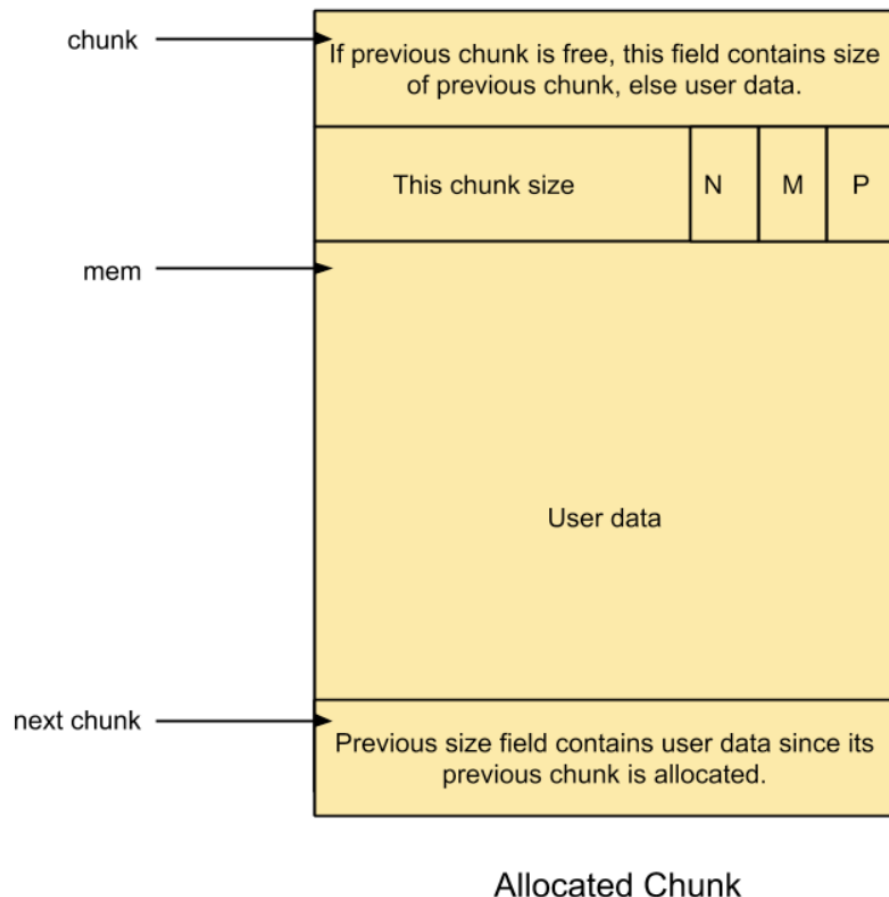 chunk
If previous chunk is free, this field contains size
of previous chunk, else user data.
This chunk size
N
M
P
mem
User data
next chunk
Previous size field contains user data since its
previous chunk is allocated.
Allocated Chunk